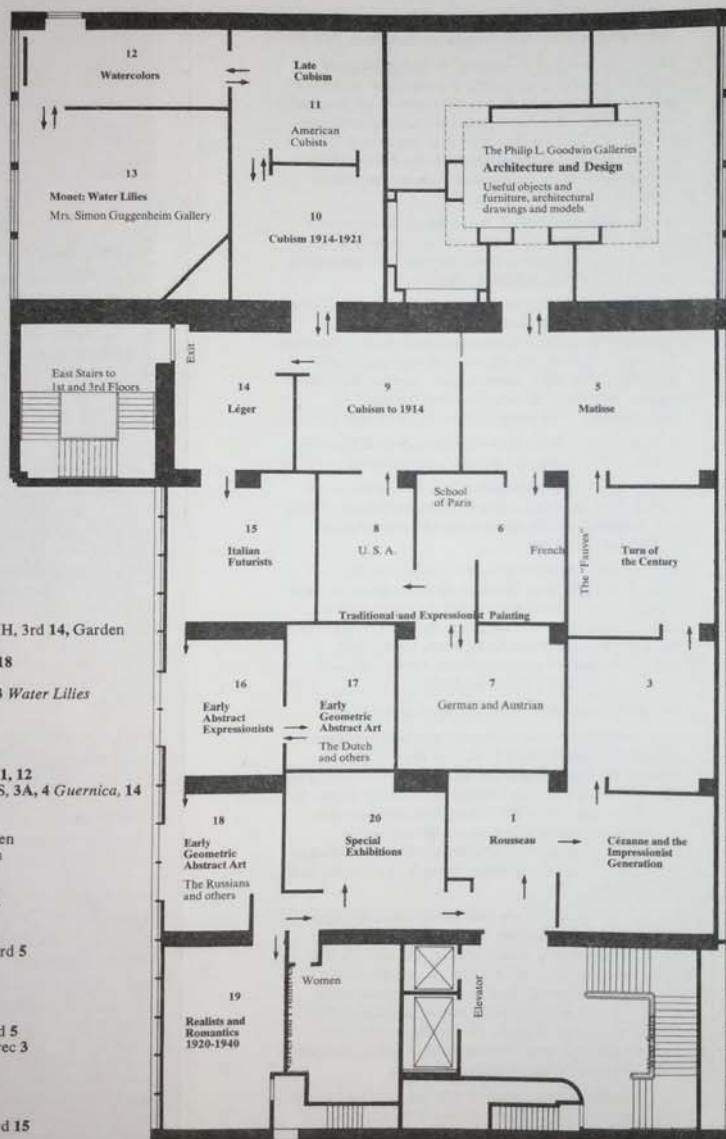 12
Watercolors
Late
Cubism
11
American
Cubists
The Philip L. Goodwin Galleries
Architecture and Design
Useful objects and
furniture, architectural
drawings and models
13
Monet: Water Lilies
Mrs. Simon Guggenheim Gallery
10
Cubism 1914-1921
East Stairs to
1st and 3rd Floors
Exit
14
Léger
9
Cubism to 1914
5
Matisse
15
Italian
Futurists
8
U. S. A.
School
of Paris
6
French
The "Fauves"
Turn of
the Century
Traditional and Expressionist Painting
H, 3rd 14, Garden
18
Water Lilies
1, 12
S, 3A, 4 Guernica, 14
en
rd 5
d 5
rec 3
rd 15
16
Early
Abstract
Expressionists
17
Early
Geometric
Abstract Art
The Dutch
and others
7
German and Austrian
3
18
Early
Geometric
Abstract Art
The Russians
and others
20
Special
Exhibitions
1
Rousseau
Cézanne and the
Impressionist
Generation
19
Realists and
Romantics
1920-1940
and Primitives
Women
Elevator
West Stairs